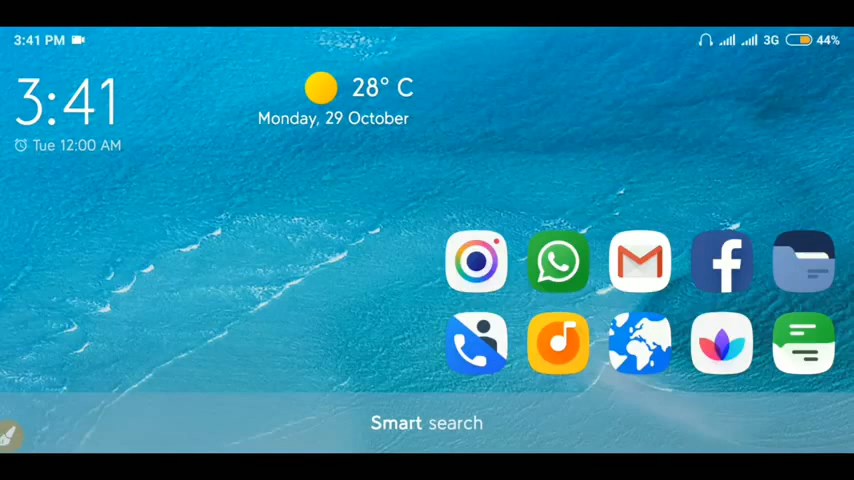 3:41 PM
3G 44%
3:41
28° C
Monday, 29 October
Tue 12:00 AM
Smart search